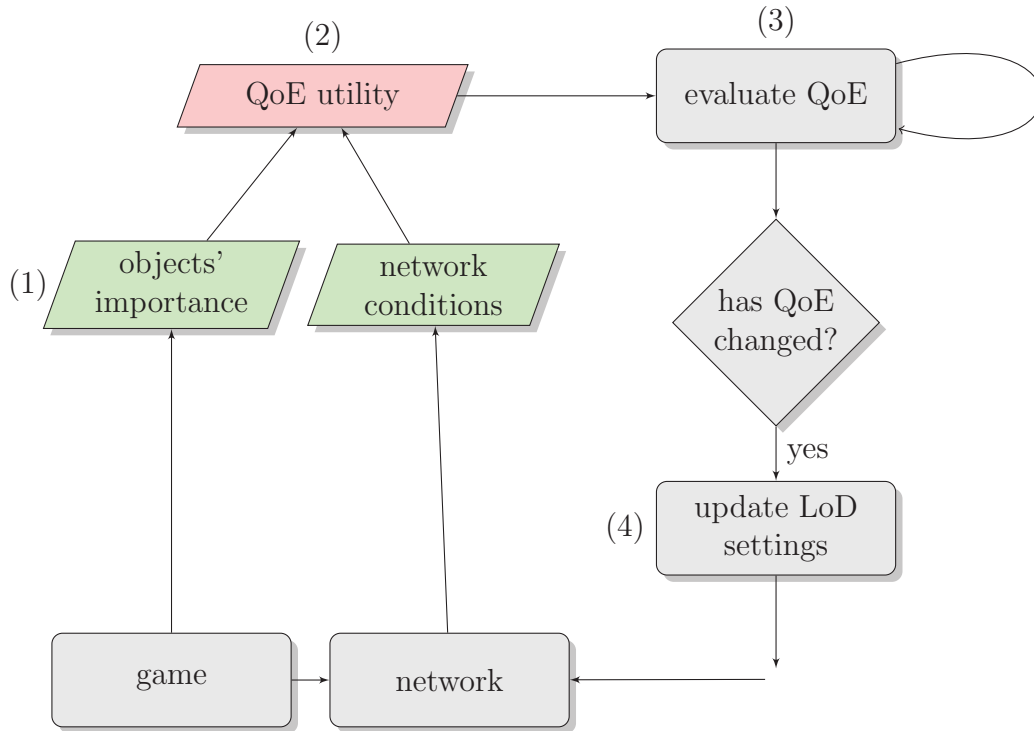 (2)
(3)
QoE utility
evaluate QoE
(1)
objects’
importance
network
conditions
has QoE
changed?
yes
(4)
update LoD
settings
game
network